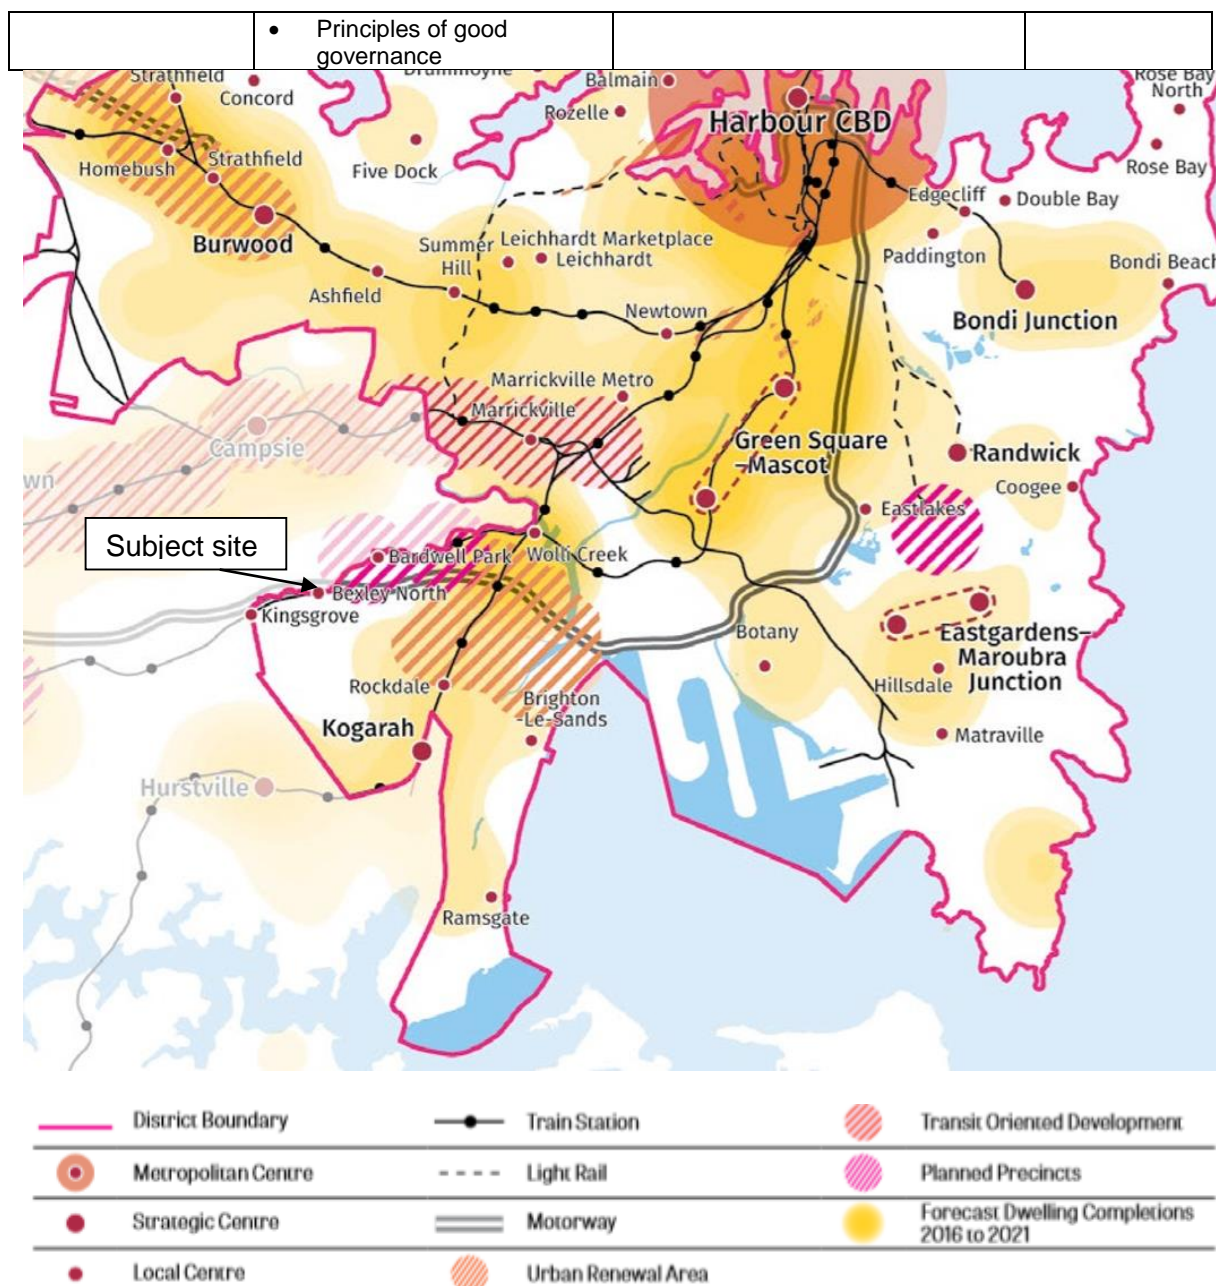 • Principles of good
governance
Strathfield
Concord
Drummoyne
Balmain
Rozelle
Harbour CBD
Rose Bay
North
Rose Bay
Homebush
Strathfield
Five Dock
Edgecliff
Double Bay
Burwood
Summer
Hill
Leichhardt Marketplace
Leichhardt
Paddington
Bondi Beach
Ashfield
Newtown
Bondi Junction
Marrickville Metro
Marrickville
Campsie
Green Square
–Mascot
Randwick
Coogee
wn
Eastlakes
Subject site
Bardwell Park
Wolli Creek
Bexley North
Kingsgrove
Botany
Eastgardens–
Maroubra
Junction
Rockdale
Hillsdale
Brighton
-Le-Sands
Kogarah
Matraville
Hurstville
Ramsgate
District Boundary
Train Station
Transit Oriented Development
Metropolitan Centre
Light Rail
Planned Precincts
Strategic Centre
Motorway
Forecast Dwelling Completions
2016 to 2021
Local Centre
Urban Renewal Area